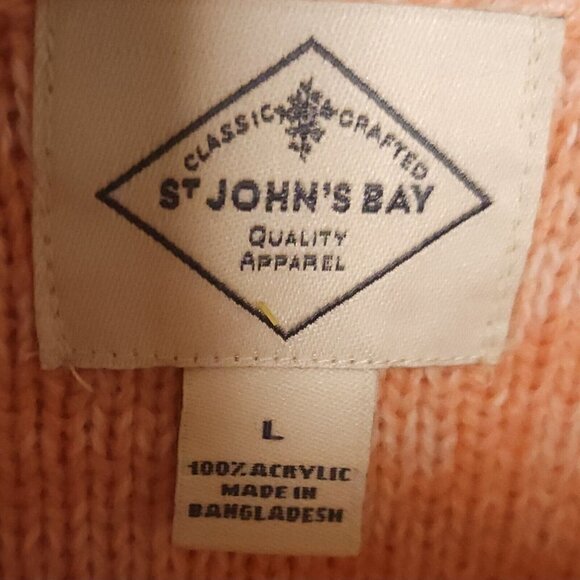 CLASSIC CRAFTED
ST JOHN'S BAY
QUALITY
APPAREL
L
100% ACRYLIC
MADE IN
BANGLADESH